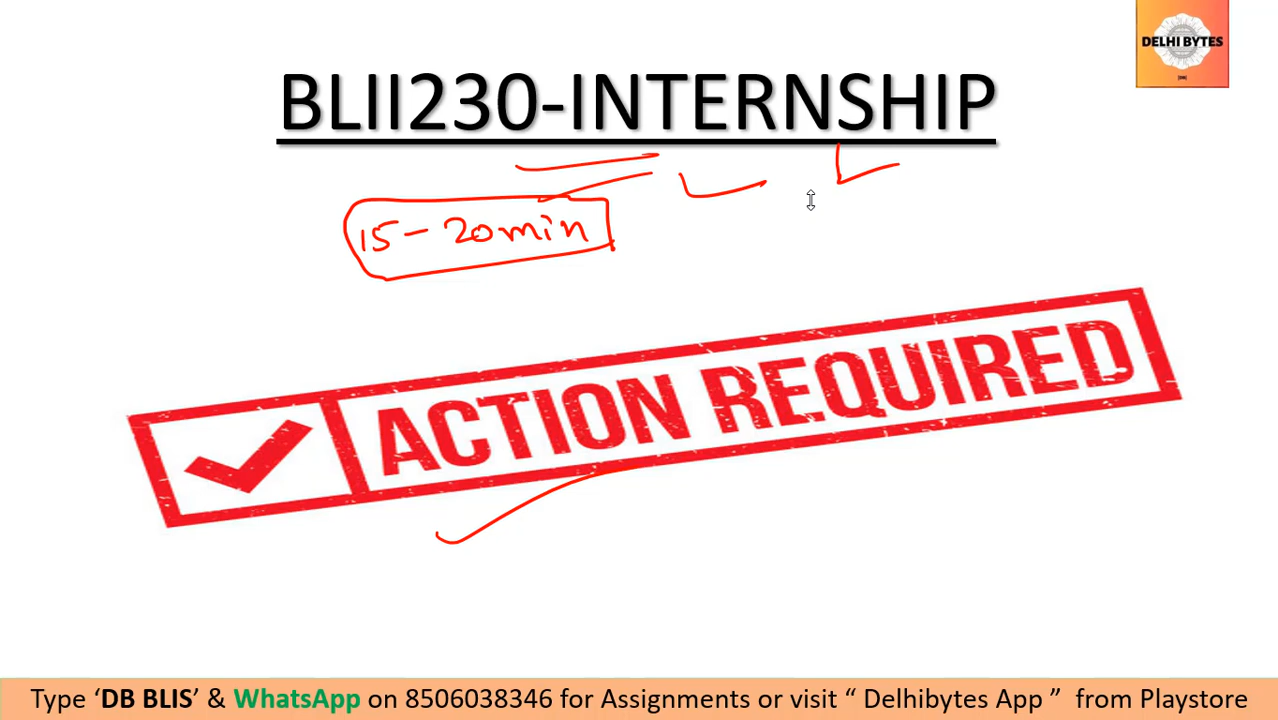 DELHI BYTES
[DB]
BLII230-INTERNSHIP
15-20min
ACTION REQUIRED
Type ‘DB BLIS’ & WhatsApp on 8506038346 for Assignments or visit “ Delhibytes App ” from Playstore